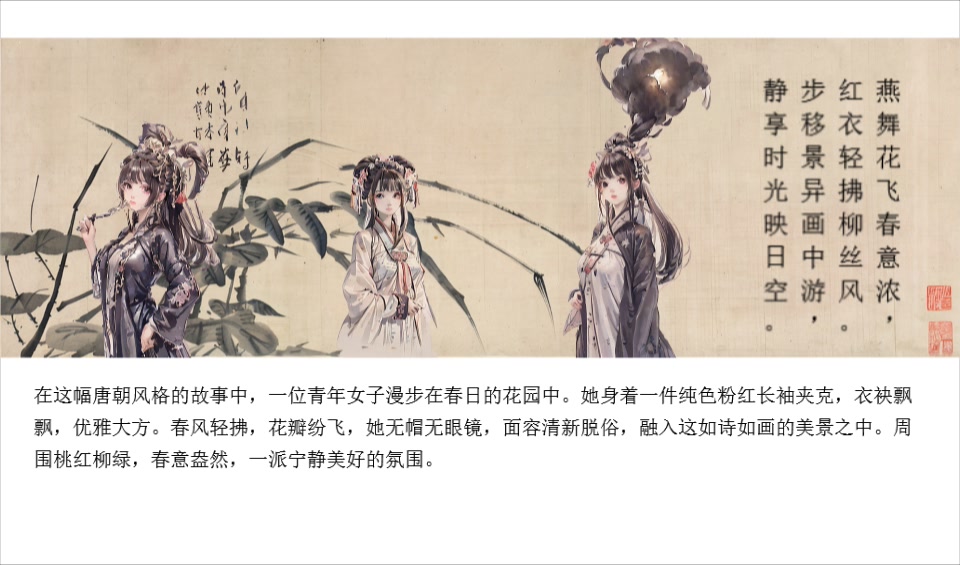 燕舞花飞春意浓，
红衣轻拂柳丝风。
步移景异画中游，
静享时光映日空。
在这幅唐朝风格的故事中，一位青年女子漫步在春日的花园中。她身着一件纯色粉红长袖夹克，衣袂飘
飘，优雅大方。春风轻拂，花瓣纷飞，她无帽无眼镜，面容清新脱俗，融入这如诗如画的美景之中。周
围桃红柳绿，春意盎然，一派宁静美好的氛围。